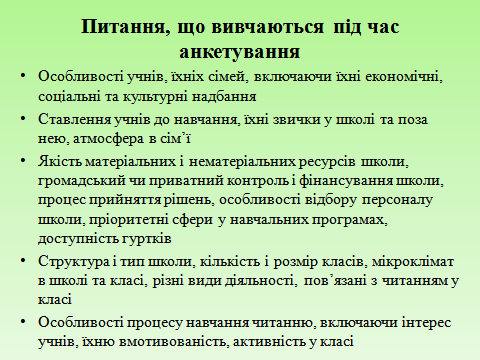 Питання, що вивчаються під час
анкетування
• Особливості учнів, їхніх сімей, включаючи їхні економічні,
соціальні та культурні надбання
• Ставлення учнів до навчання, їхні звички у школі та поза
нею, атмосфера в сім’ї
• Якість матеріальних і нематеріальних ресурсів школи,
громадський чи приватний контроль і фінансування школи,
процес прийняття рішень, особливості відбору персоналу
школи, пріоритетні сфери у навчальних програмах,
доступність гуртків
• Структура і тип школи, кількість і розмір класів, мікроклімат
в школі та класі, різні види діяльності, пов’язані з читанням у
класі
• Особливості процесу навчання читанню, включаючи інтерес
учнів, їхню вмотивованість, активність у класі